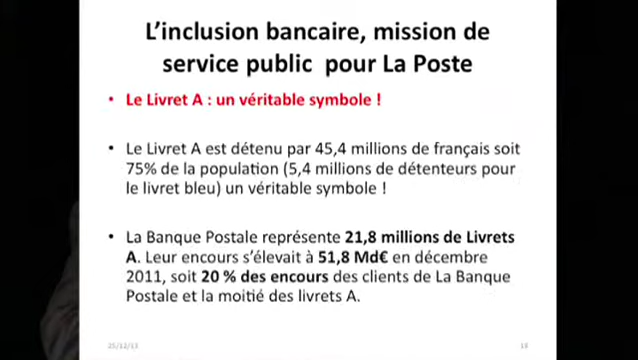 L’inclusion bancaire, mission de
service public pour La Poste
• Le Livret A : un véritable symbole !
• Le Livret A est détenu par 45,4 millions de français soit
75% de la population (5,4 millions de détenteurs pour
le livret bleu) un véritable symbole !
• La Banque Postale représente 21,8 millions de Livrets
A. Leur encours s’élevait à 51,8 Md€ en décembre
2011, soit 20 % des encours des clients de La Banque
Postale et la moitié des livrets A.
25/12/13